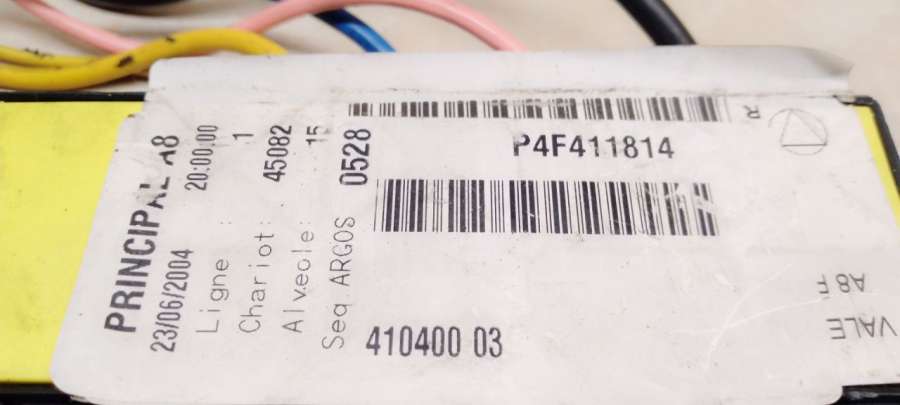 PRINCIPAL A8
23/06/2004 20:00.00
Ligne : 1
Chariot: 45082
Alveole: 15
Seq ARGOS 0528
R
P4F411814
410400 03
A8 F
VALE